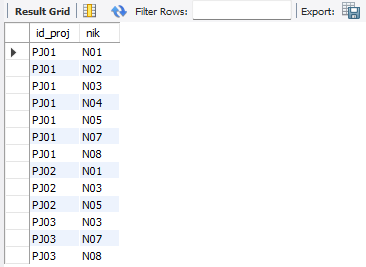 Result Grid Filter Rows: Export:
id_proj nik
PJ01 N01
PJ01 N02
PJ01 N03
PJ01 N04
PJ01 N05
PJ01 N07
PJ01 N08
PJ02 N01
PJ02 N03
PJ02 N05
PJ03 N03
PJ03 N07
PJ03 N08